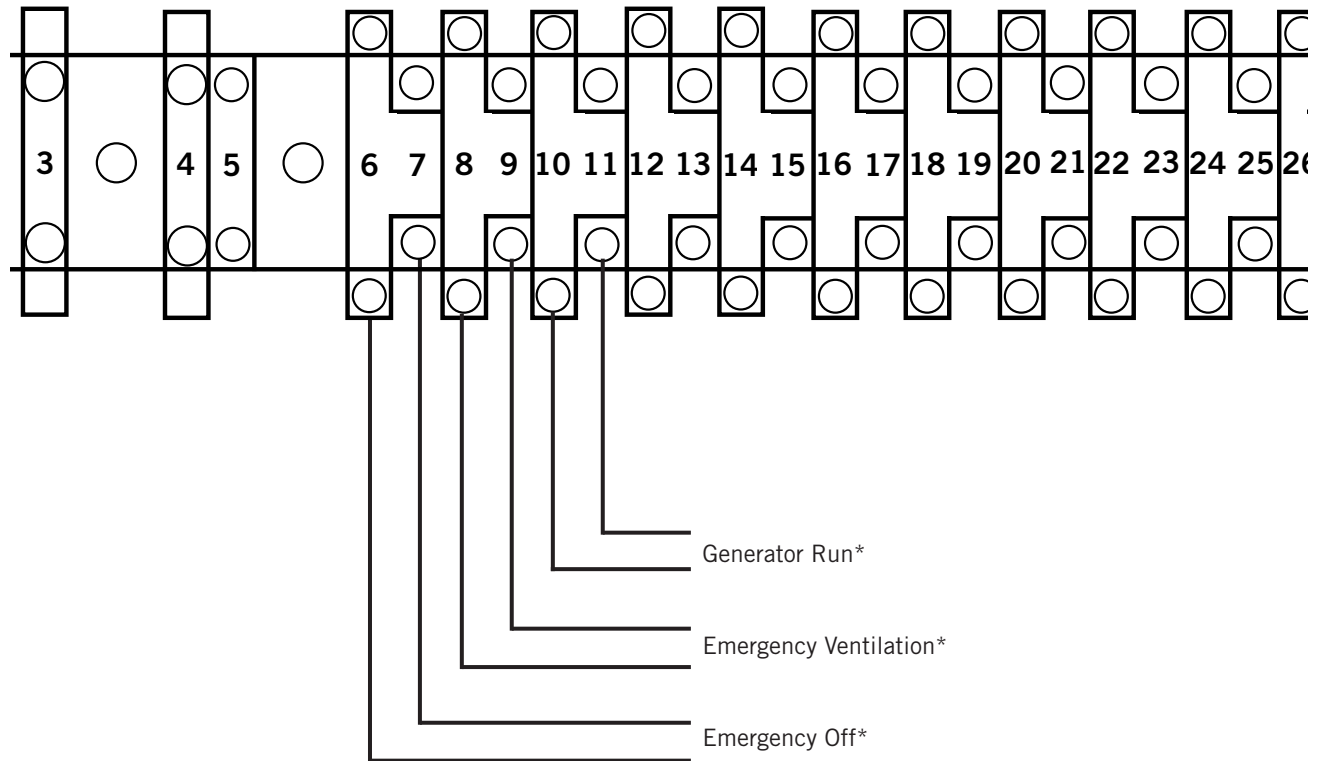 3 4 5 6 7 8 9 10 11 12 13 14 15 16 17 18 19 20 21 22 23 24 25 26
Generator Run*
Emergency Ventilation*
Emergency Off*